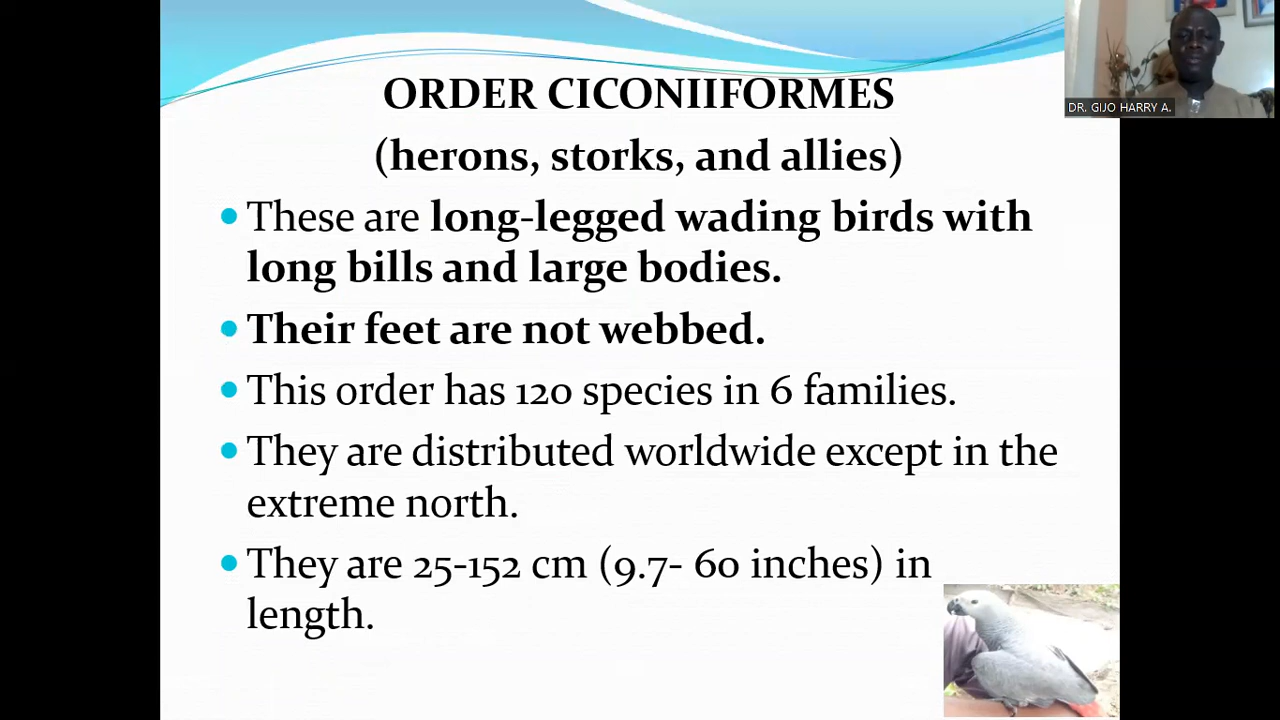 ORDER CICONIIFORMES
(herons, storks, and allies)
These are long-legged wading birds with
long bills and large bodies.
Their feet are not webbed.
This order has 120 species in 6 families.
They are distributed worldwide except in the
extreme north.
They are 25-152 cm (9.7- 60 inches) in
length.
DR. GIJO HARRY A.